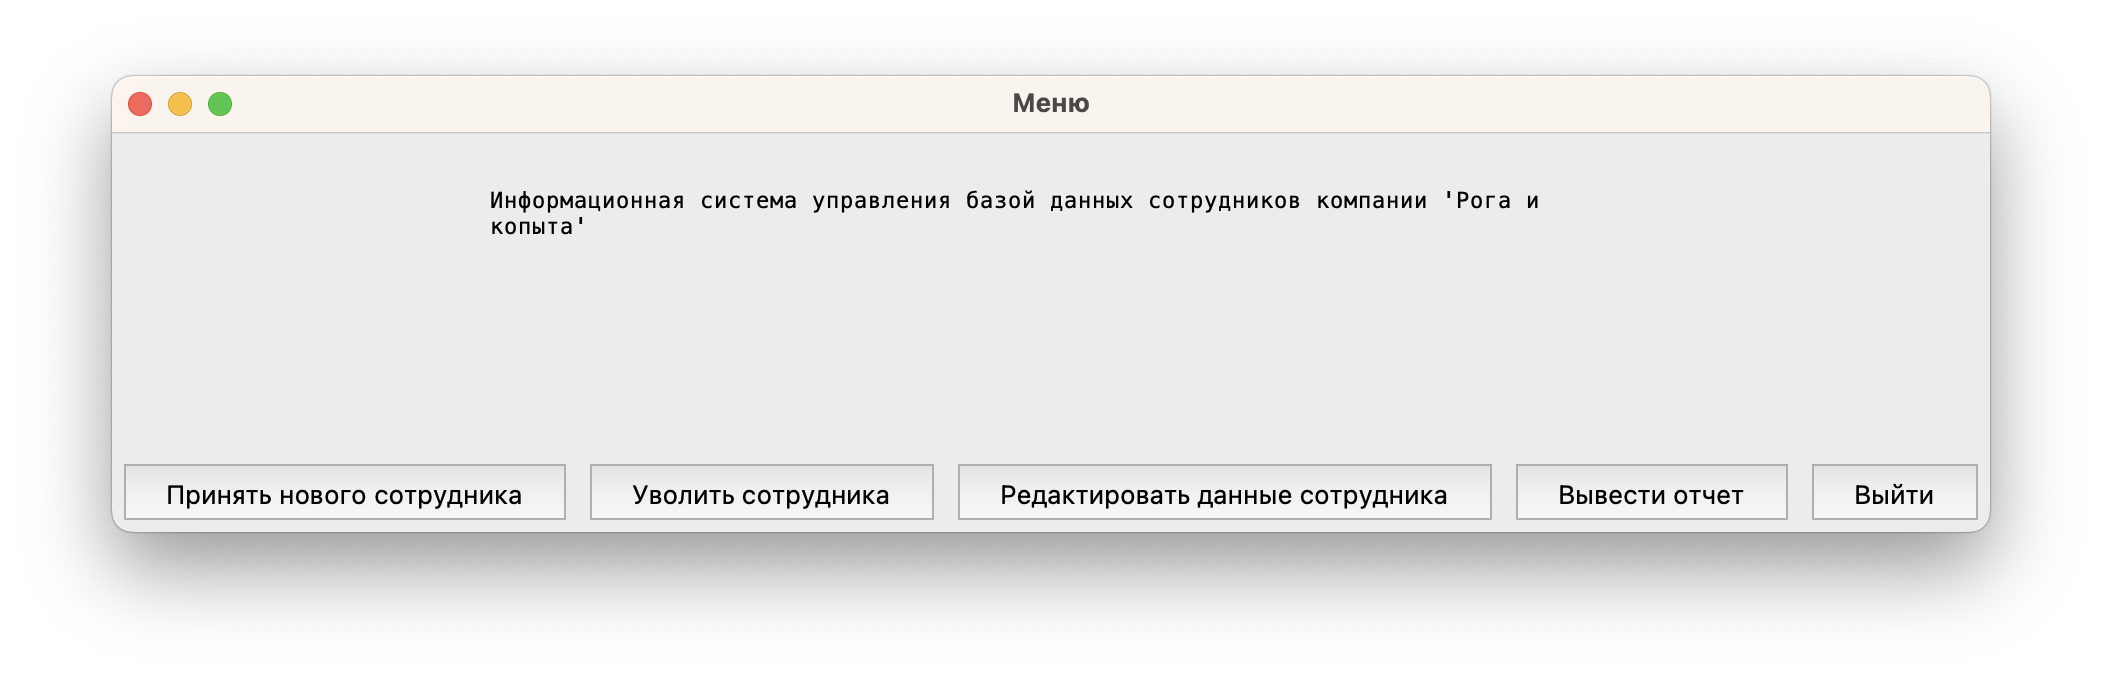 Меню
Информационная система управления базой данных сотрудников компании 'Рога и
копыта'
Принять нового сотрудника
Уволить сотрудника
Редактировать данные сотрудника
Вывести отчет
Выйти